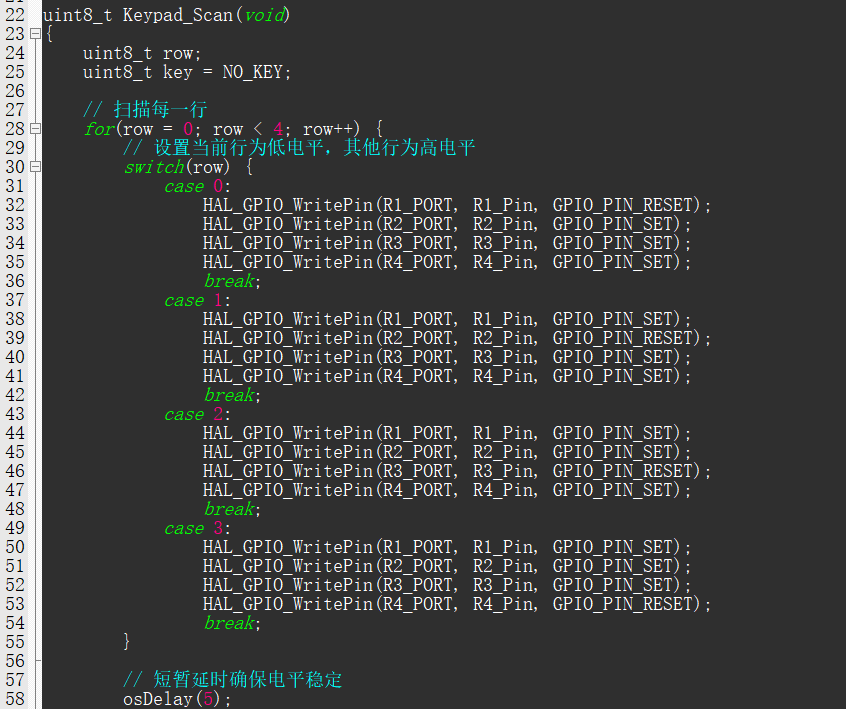 22 uint8_t Keypad_Scan(void)
23 {
24     uint8_t row;
25     uint8_t key = NO_KEY;
26
27     // 扫描每一行
28     for(row = 0; row < 4; row++) {
29         // 设置当前行为低电平，其他行为高电平
30         switch(row) {
31             case 0:
32                 HAL_GPIO_WritePin(R1_PORT, R1_Pin, GPIO_PIN_RESET);
33                 HAL_GPIO_WritePin(R2_PORT, R2_Pin, GPIO_PIN_SET);
34                 HAL_GPIO_WritePin(R3_PORT, R3_Pin, GPIO_PIN_SET);
35                 HAL_GPIO_WritePin(R4_PORT, R4_Pin, GPIO_PIN_SET);
36                 break;
37             case 1:
38                 HAL_GPIO_WritePin(R1_PORT, R1_Pin, GPIO_PIN_SET);
39                 HAL_GPIO_WritePin(R2_PORT, R2_Pin, GPIO_PIN_RESET);
40                 HAL_GPIO_WritePin(R3_PORT, R3_Pin, GPIO_PIN_SET);
41                 HAL_GPIO_WritePin(R4_PORT, R4_Pin, GPIO_PIN_SET);
42                 break;
43             case 2:
44                 HAL_GPIO_WritePin(R1_PORT, R1_Pin, GPIO_PIN_SET);
45                 HAL_GPIO_WritePin(R2_PORT, R2_Pin, GPIO_PIN_SET);
46                 HAL_GPIO_WritePin(R3_PORT, R3_Pin, GPIO_PIN_RESET);
47                 HAL_GPIO_WritePin(R4_PORT, R4_Pin, GPIO_PIN_SET);
48                 break;
49             case 3:
50                 HAL_GPIO_WritePin(R1_PORT, R1_Pin, GPIO_PIN_SET);
51                 HAL_GPIO_WritePin(R2_PORT, R2_Pin, GPIO_PIN_SET);
52                 HAL_GPIO_WritePin(R3_PORT, R3_Pin, GPIO_PIN_SET);
53                 HAL_GPIO_WritePin(R4_PORT, R4_Pin, GPIO_PIN_RESET);
54                 break;
55         }
56
57         // 短暂延时确保电平稳定
58         osDelay(5);